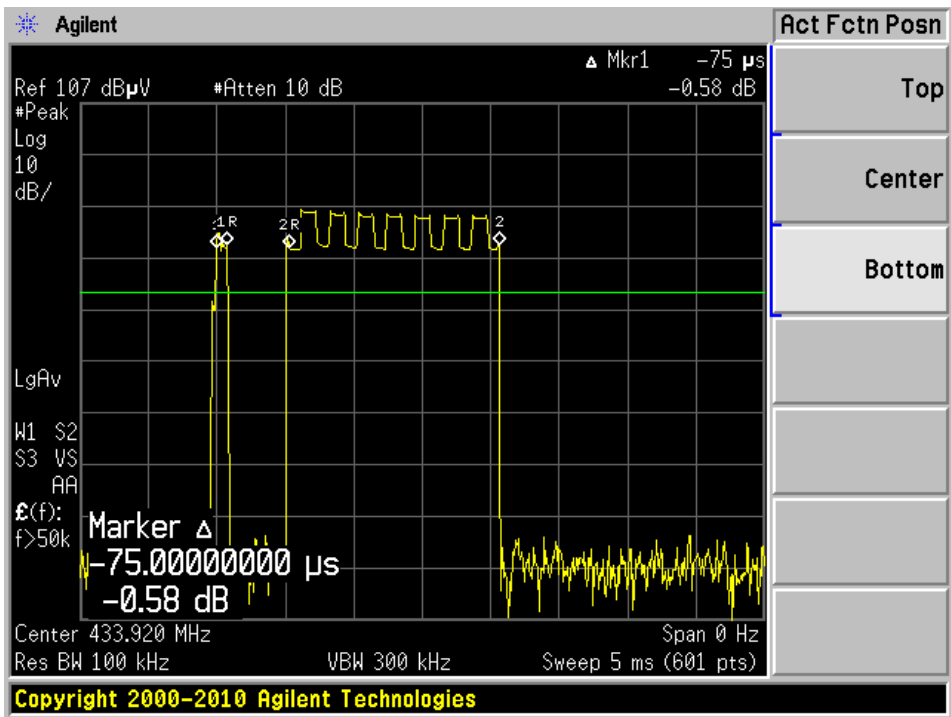 Agilent
Act Fctn Posn
Δ Mkr1 -75 µs
Ref 107 dBµV #Atten 10 dB -0.58 dB
Top
#Peak
Log
10
dB/
Center
1R
2R
2
Bottom
LgAv
W1 S2
S3 VS
AA
£(f):
f>50k
Marker Δ
-75.00000000 µs
-0.58 dB
Center 433.920 MHz Span 0 Hz
Res BW 100 kHz VBW 300 kHz Sweep 5 ms (601 pts)
Copyright 2000-2010 Agilent Technologies